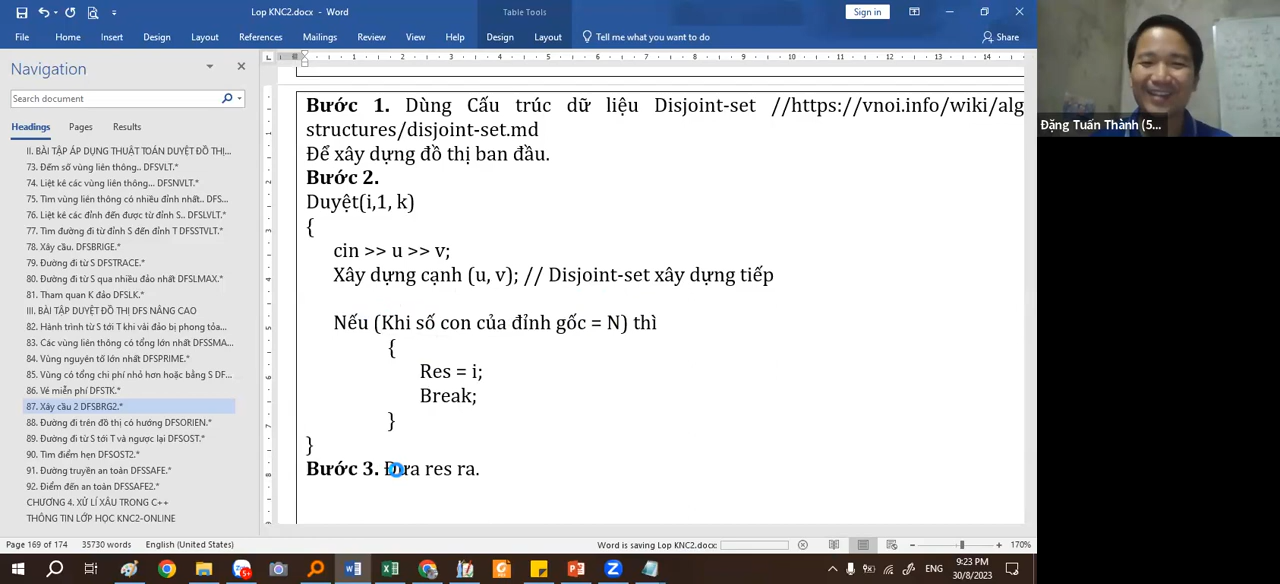 Lop KNC2.docx - Word
Table Tools
Sign in
File
Home
Insert
Design
Layout
References
Mailings
Review
View
Help
Design
Layout
Tell me what you want to do
Share
Navigation
Search document
Headings
Pages
Results
II. BÀI TẬP ÁP DỤNG THUẬT TOÁN DUYỆT ĐỒ TH...
73. Đếm số vùng liên thông.. DFSVLT.*
74. Liệt kê các vùng liên thông... DFSNVLT.*
75. Tìm vùng liên thông có nhiều đỉnh nhất.. DFS...
76. Liệt kê các đỉnh đến được từ đỉnh S.. DFSLVLT.*
77. Tìm đường đi từ đỉnh S đến đỉnh T DFSSTVLT.*
78. Xây cầu. DFSBRIGE.*
79. Đường đi từ S DFSTRACE.*
80. Đường đi từ S qua nhiều đảo nhất DFSLMAX.*
81. Tham quan K đảo DFSLK.*
III. BÀI TẬP DUYỆT ĐỒ THỊ DFS NÂNG CAO
82. Hành trình từ S tới T khi vài đảo bị phong tỏa...
83. Các vùng liên thông có tổng lớn nhất DFSSMA...
84. Vùng nguyên tố lớn nhất DFSPRIME.*
85. Vùng có tổng chi phí nhỏ hơn hoặc bằng S DF...
86. Vé miễn phí DFSTK.*
87. Xây cầu 2 DFSBRG2.*
88. Đường đi trên đồ thị có hướng DFSORIEN.*
89. Đường đi từ S tới T và ngược lại DFSOST.*
90. Tìm điểm hẹn DFSOST2.*
91. Đường truyền an toàn DFSSAFE.*
92. Điểm đến an toàn DFSSAFE2.*
CHƯƠNG 4. XỬ LÍ XÂU TRONG C++
THÔNG TIN LỚP HỌC KNC2-ONLINE
1 2 3 4 5 6 7 8 9 10 11 12 13 14
Bước 1. Dùng Cấu trúc dữ liệu Disjoint-set //https://vnoi.info/wiki/alg
structures/disjoint-set.md
Để xây dựng đồ thị ban đầu.
Bước 2.
Duyệt(i,1, k)
{
cin >> u >> v;
Xây dựng cạnh (u, v); // Disjoint-set xây dựng tiếp
Nếu (Khi số con của đỉnh gốc = N) thì
{
Res = i;
Break;
}
}
Bước 3. Đưa res ra.
Đặng Tuấn Thành (5...
Page 169 of 174
35730 words
English (United States)
Word is saving Lop KNC2.docx:
170%
ENG
9:23 PM
30/8/2023